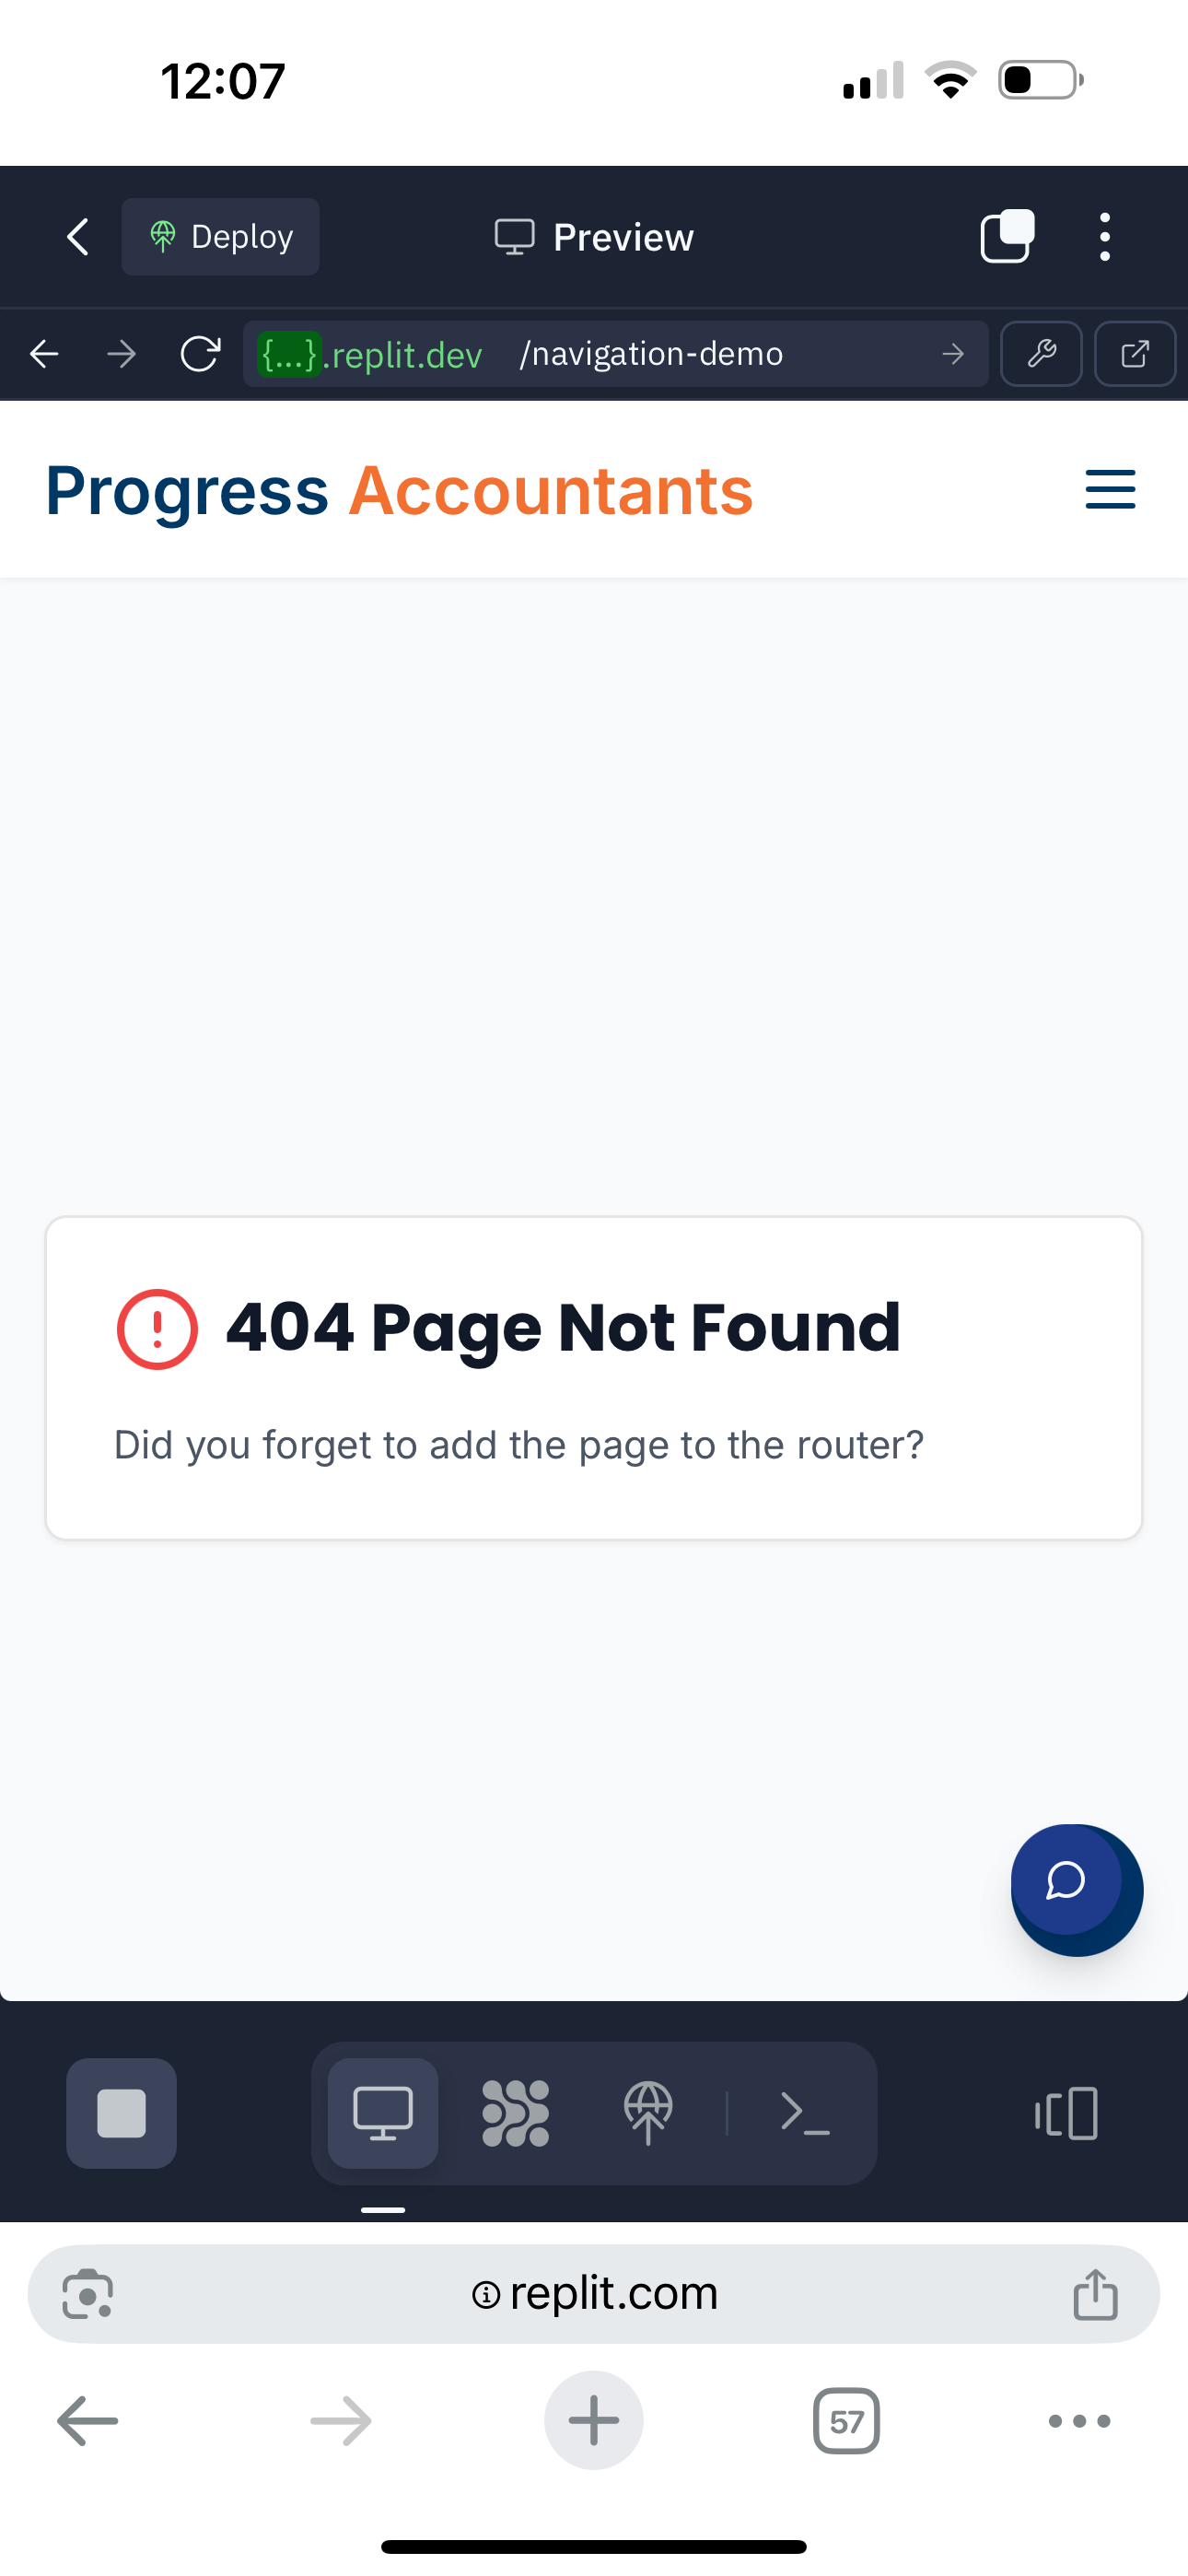 12:07
Deploy
Preview
{...}.replit.dev /navigation-demo
Progress Accountants
404 Page Not Found
Did you forget to add the page to the router?
replit.com
57